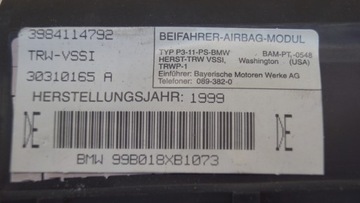 3984114792
TRW-VSSI
30310165 A
BEIFAHRER-AIRBAG-MODUL
TYP P3-11-PS-BMW BAM-PT.-0548
HERST-TRW VSSI, Washington (USA)
TRWP-1
Einführer: Bayerische Motoren Werke AG
Telefoner: 089-382-0
HERSTELLUNGSJAHR: 1999
DE
DE
BMW 99B018XB1073